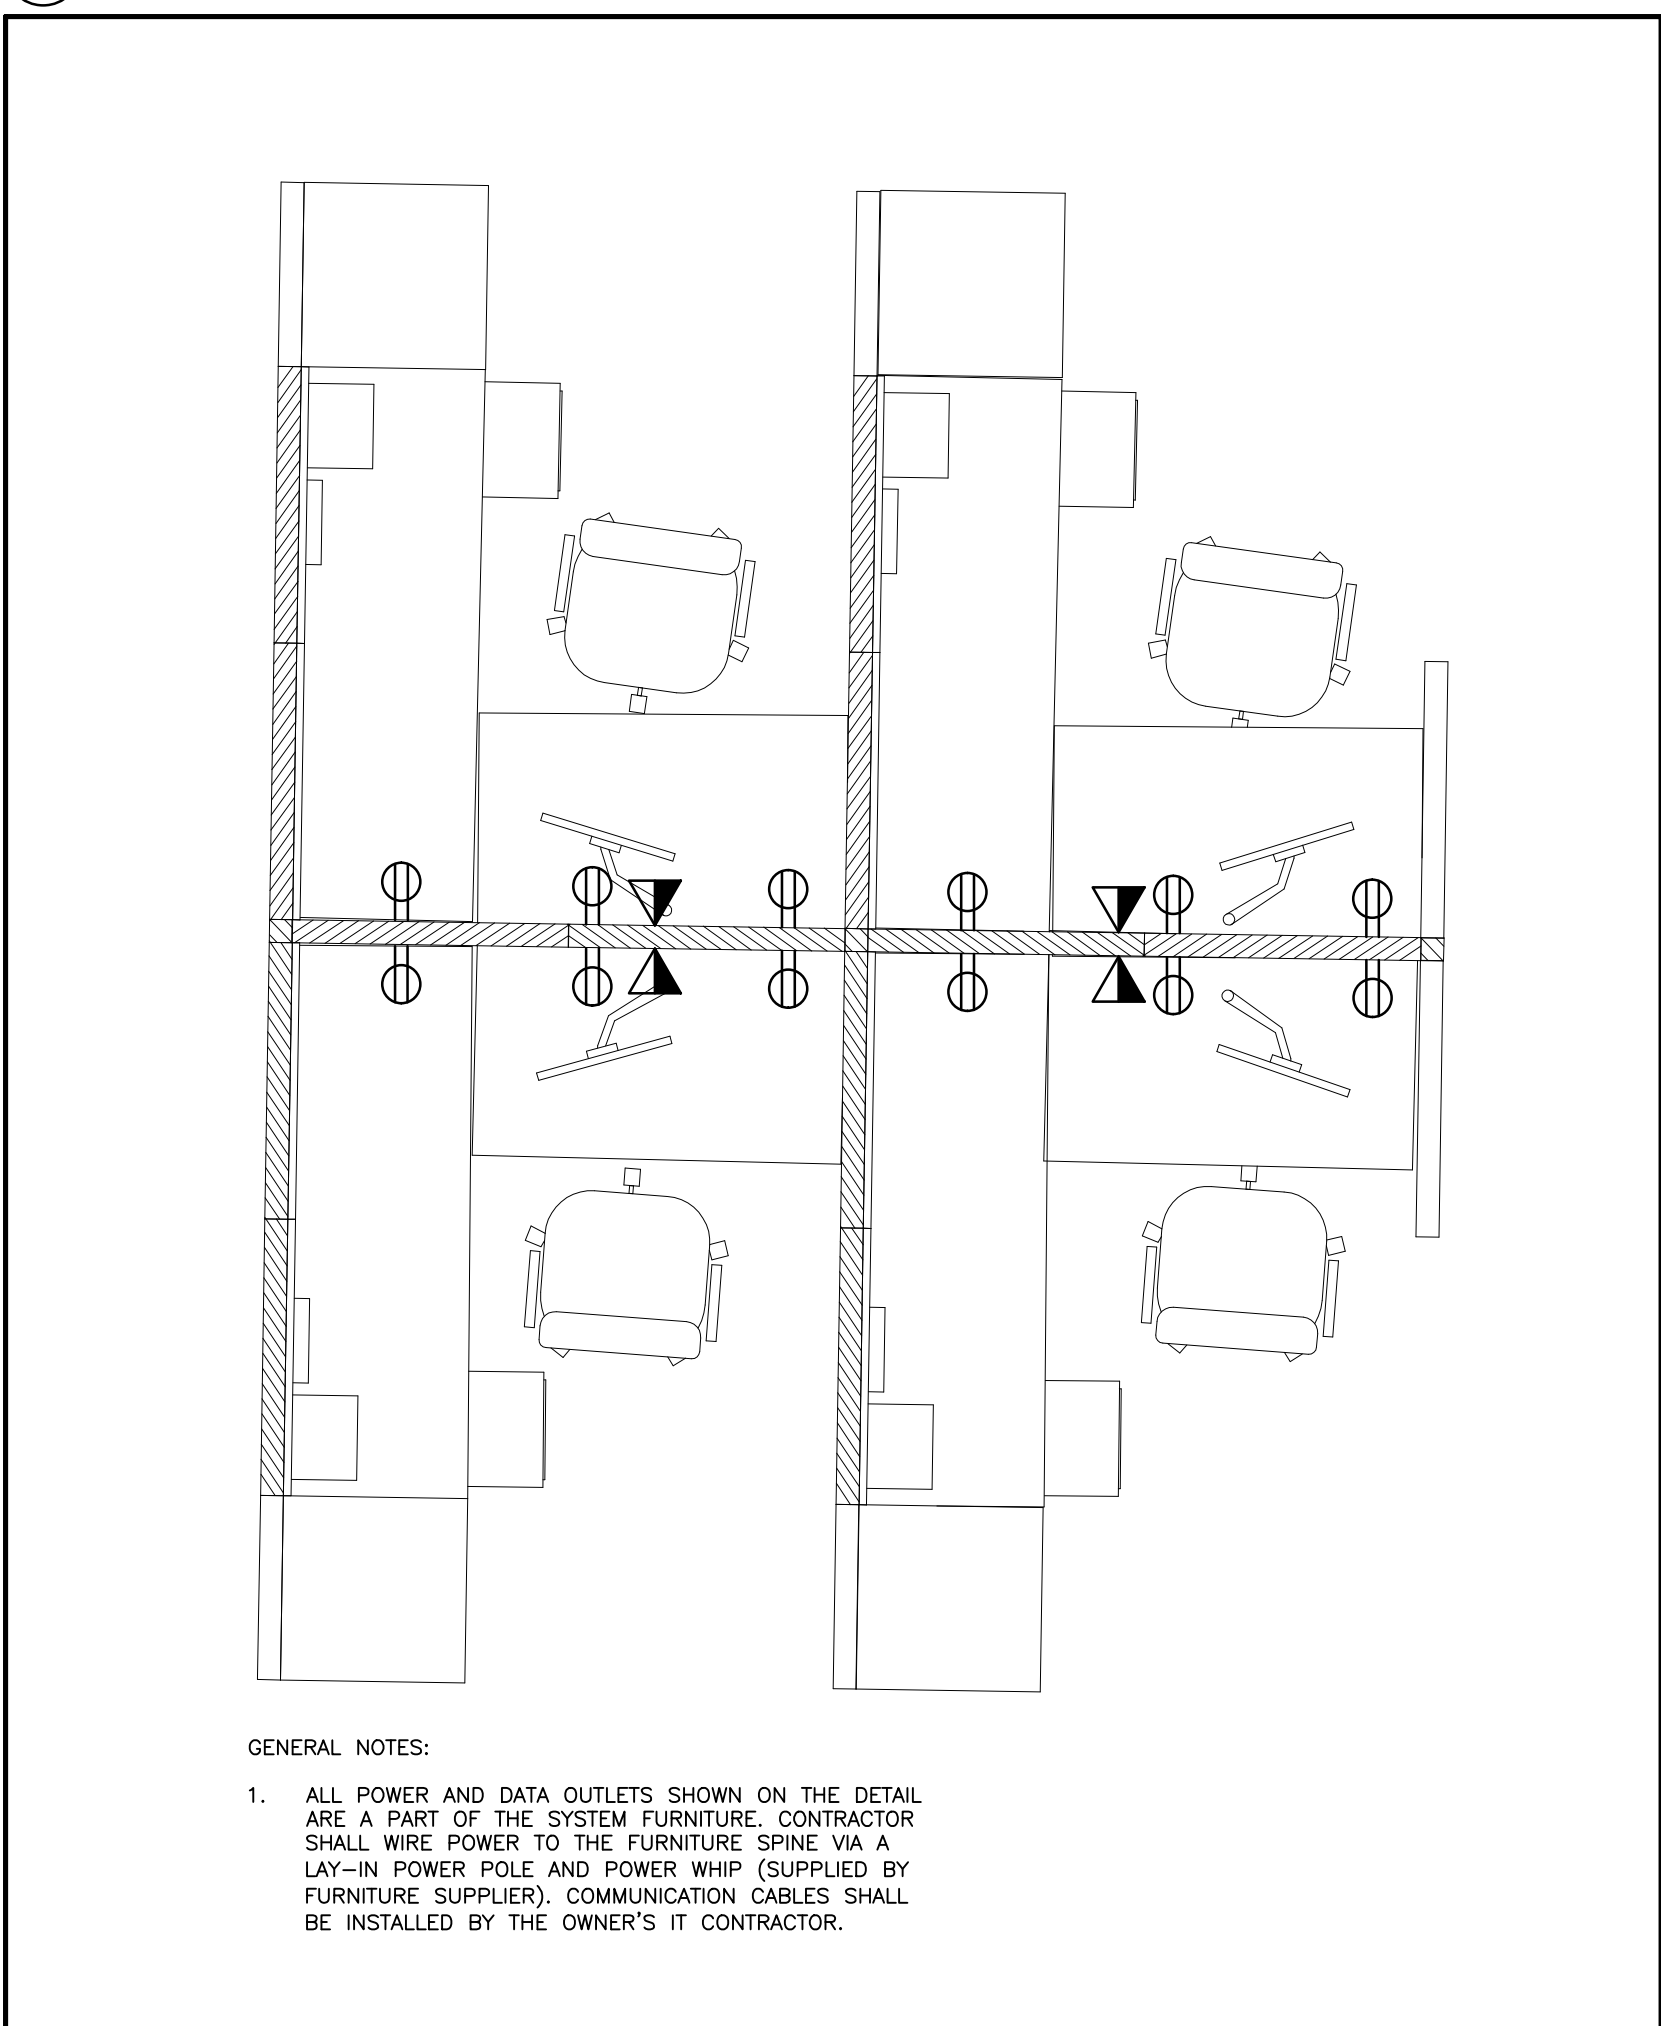 GENERAL NOTES:
1. ALL POWER AND DATA OUTLETS SHOWN ON THE DETAIL
ARE A PART OF THE SYSTEM FURNITURE. CONTRACTOR
SHALL WIRE POWER TO THE FURNITURE SPINE VIA A
LAY-IN POWER POLE AND POWER WHIP (SUPPLIED BY
FURNITURE SUPPLIER). COMMUNICATION CABLES SHALL
BE INSTALLED BY THE OWNER'S IT CONTRACTOR.